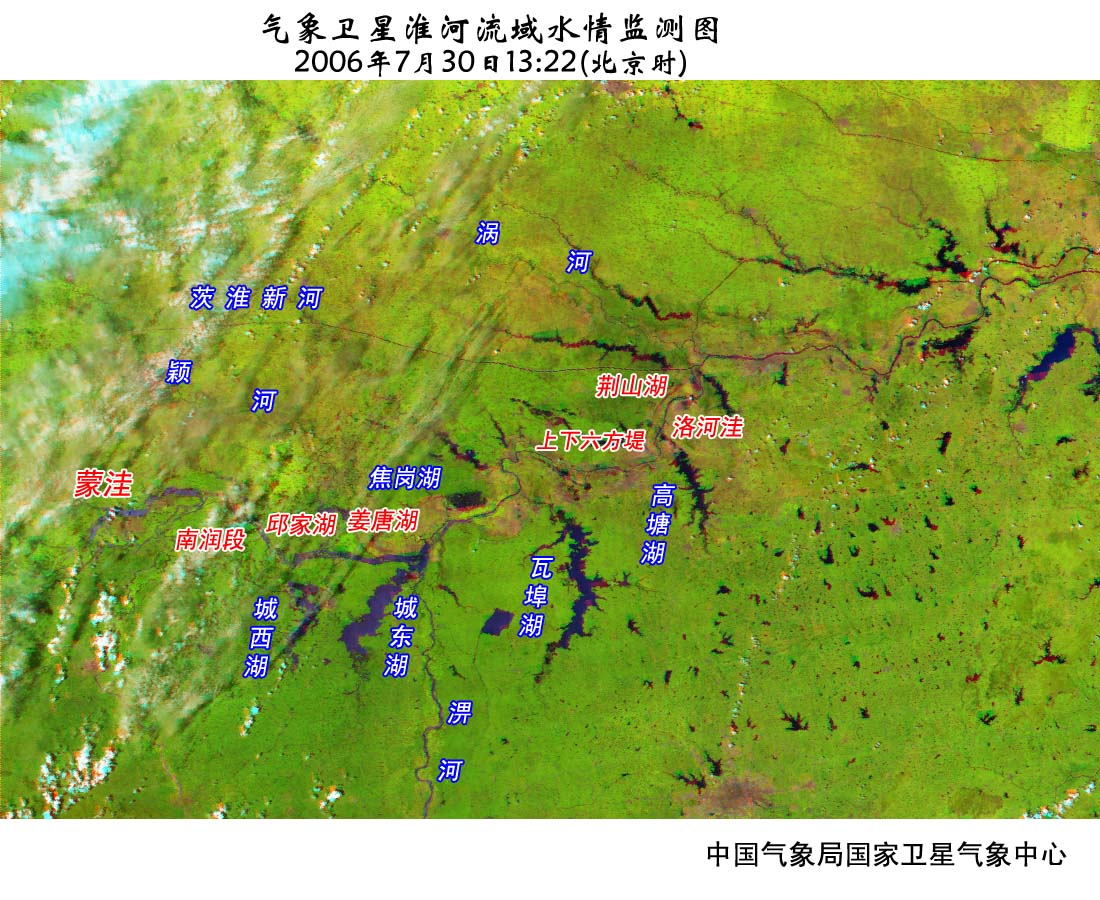 气象卫星淮河流域水情监测图
2006年7月30日13:22(北京时)
涡河
茨淮新河
颍河
荆山湖
洛河洼
上下六方堤
焦岗湖
蒙洼
高塘湖
邱家湖
姜唐湖
南润段
瓦埠湖
城西湖
城东湖
淠河
中国气象局国家卫星气象中心